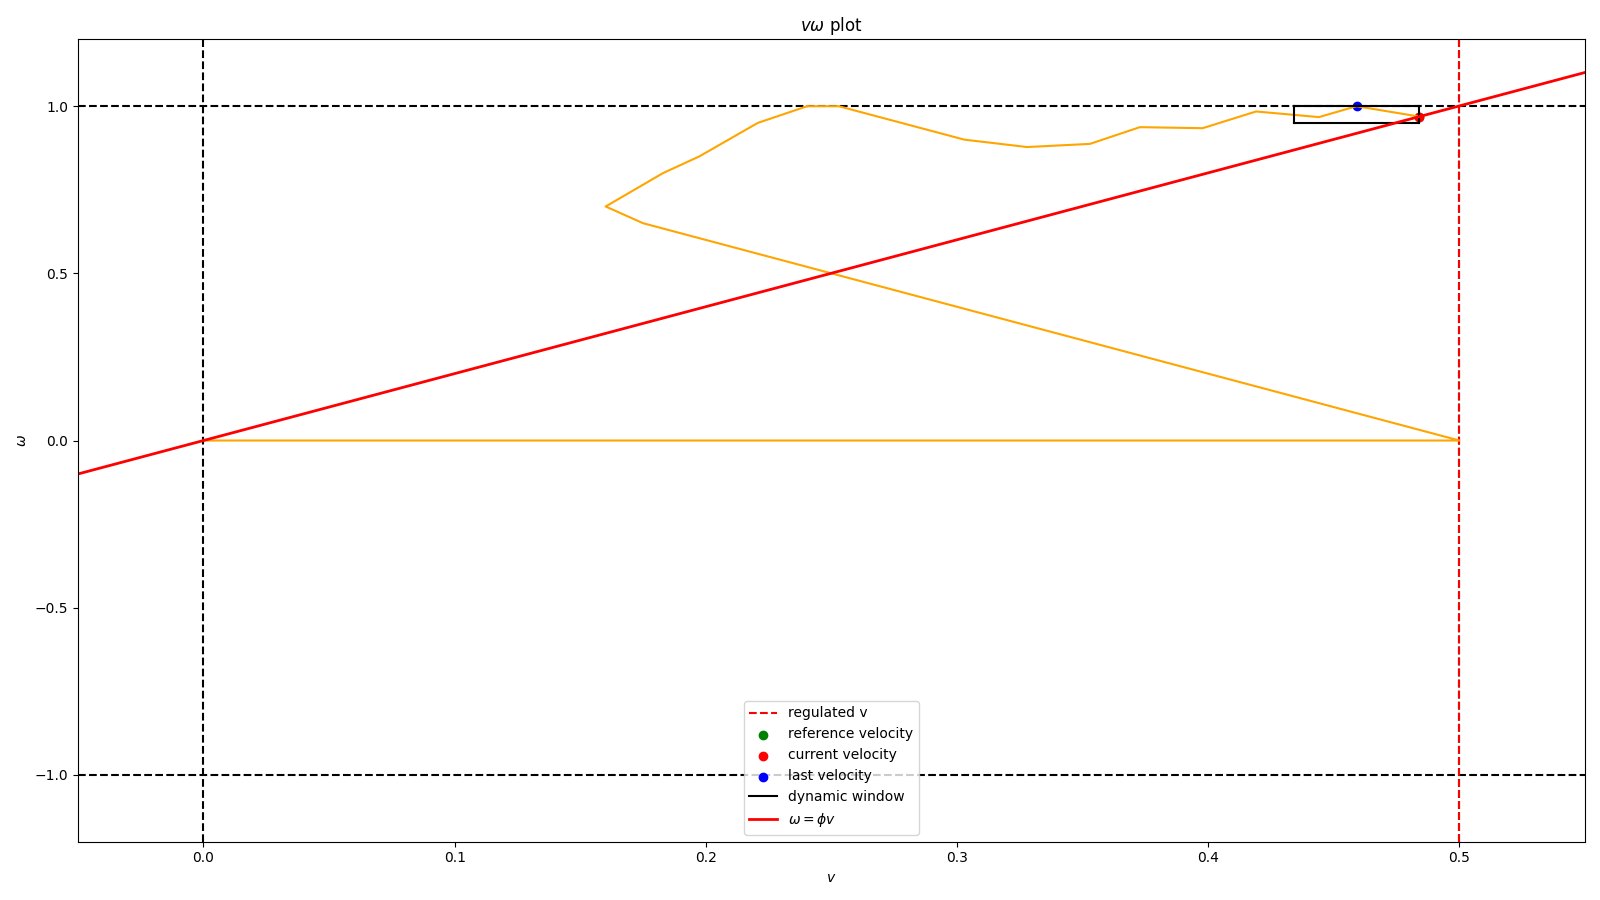 vω plot
1.0
0.5
0.0
−0.5
−1.0
ω
regulated v
reference velocity
current velocity
last velocity
dynamic window
ω = ϕv
0.0 0.1 0.2 0.3 0.4 0.5
v